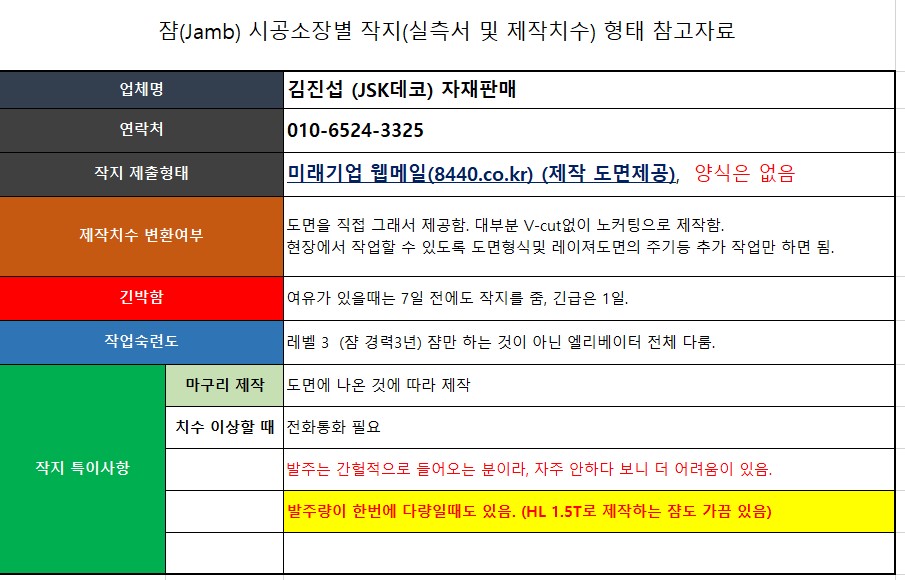 쟘(Jamb) 시공소장별 작지(실측서 및 제작치수) 형태 참고자료
업체명
김진섭 (JSK데코) 자재판매
연락처
010-6524-3325
작지 제출형태
미래기업 웹메일(8440.co.kr) (제작 도면제공), 양식은 없음
제작치수 변환여부
도면을 직접 그래서 제공함. 대부분 V-cut없이 노커팅으로 제작함.
현장에서 작업할 수 있도록 도면형식및 레이져도면의 주기등 추가 작업만 하면 됨.
긴박함
여유가 있을때는 7일 전에도 작지를 줌, 긴급은 1일.
작업숙련도
레벨 3 (쟘 경력3년) 쟘만 하는 것이 아닌 엘리베이터 전체 다룸.
작지 특이사항
마구리 제작
도면에 나온 것에 따라 제작
치수 이상할 때
전화통화 필요
발주는 간헐적으로 들어오는 분이라, 자주 안하다 보니 더 어려움이 있음.
발주량이 한번에 다량일때도 있음. (HL 1.5T로 제작하는 쟘도 가끔 있음)